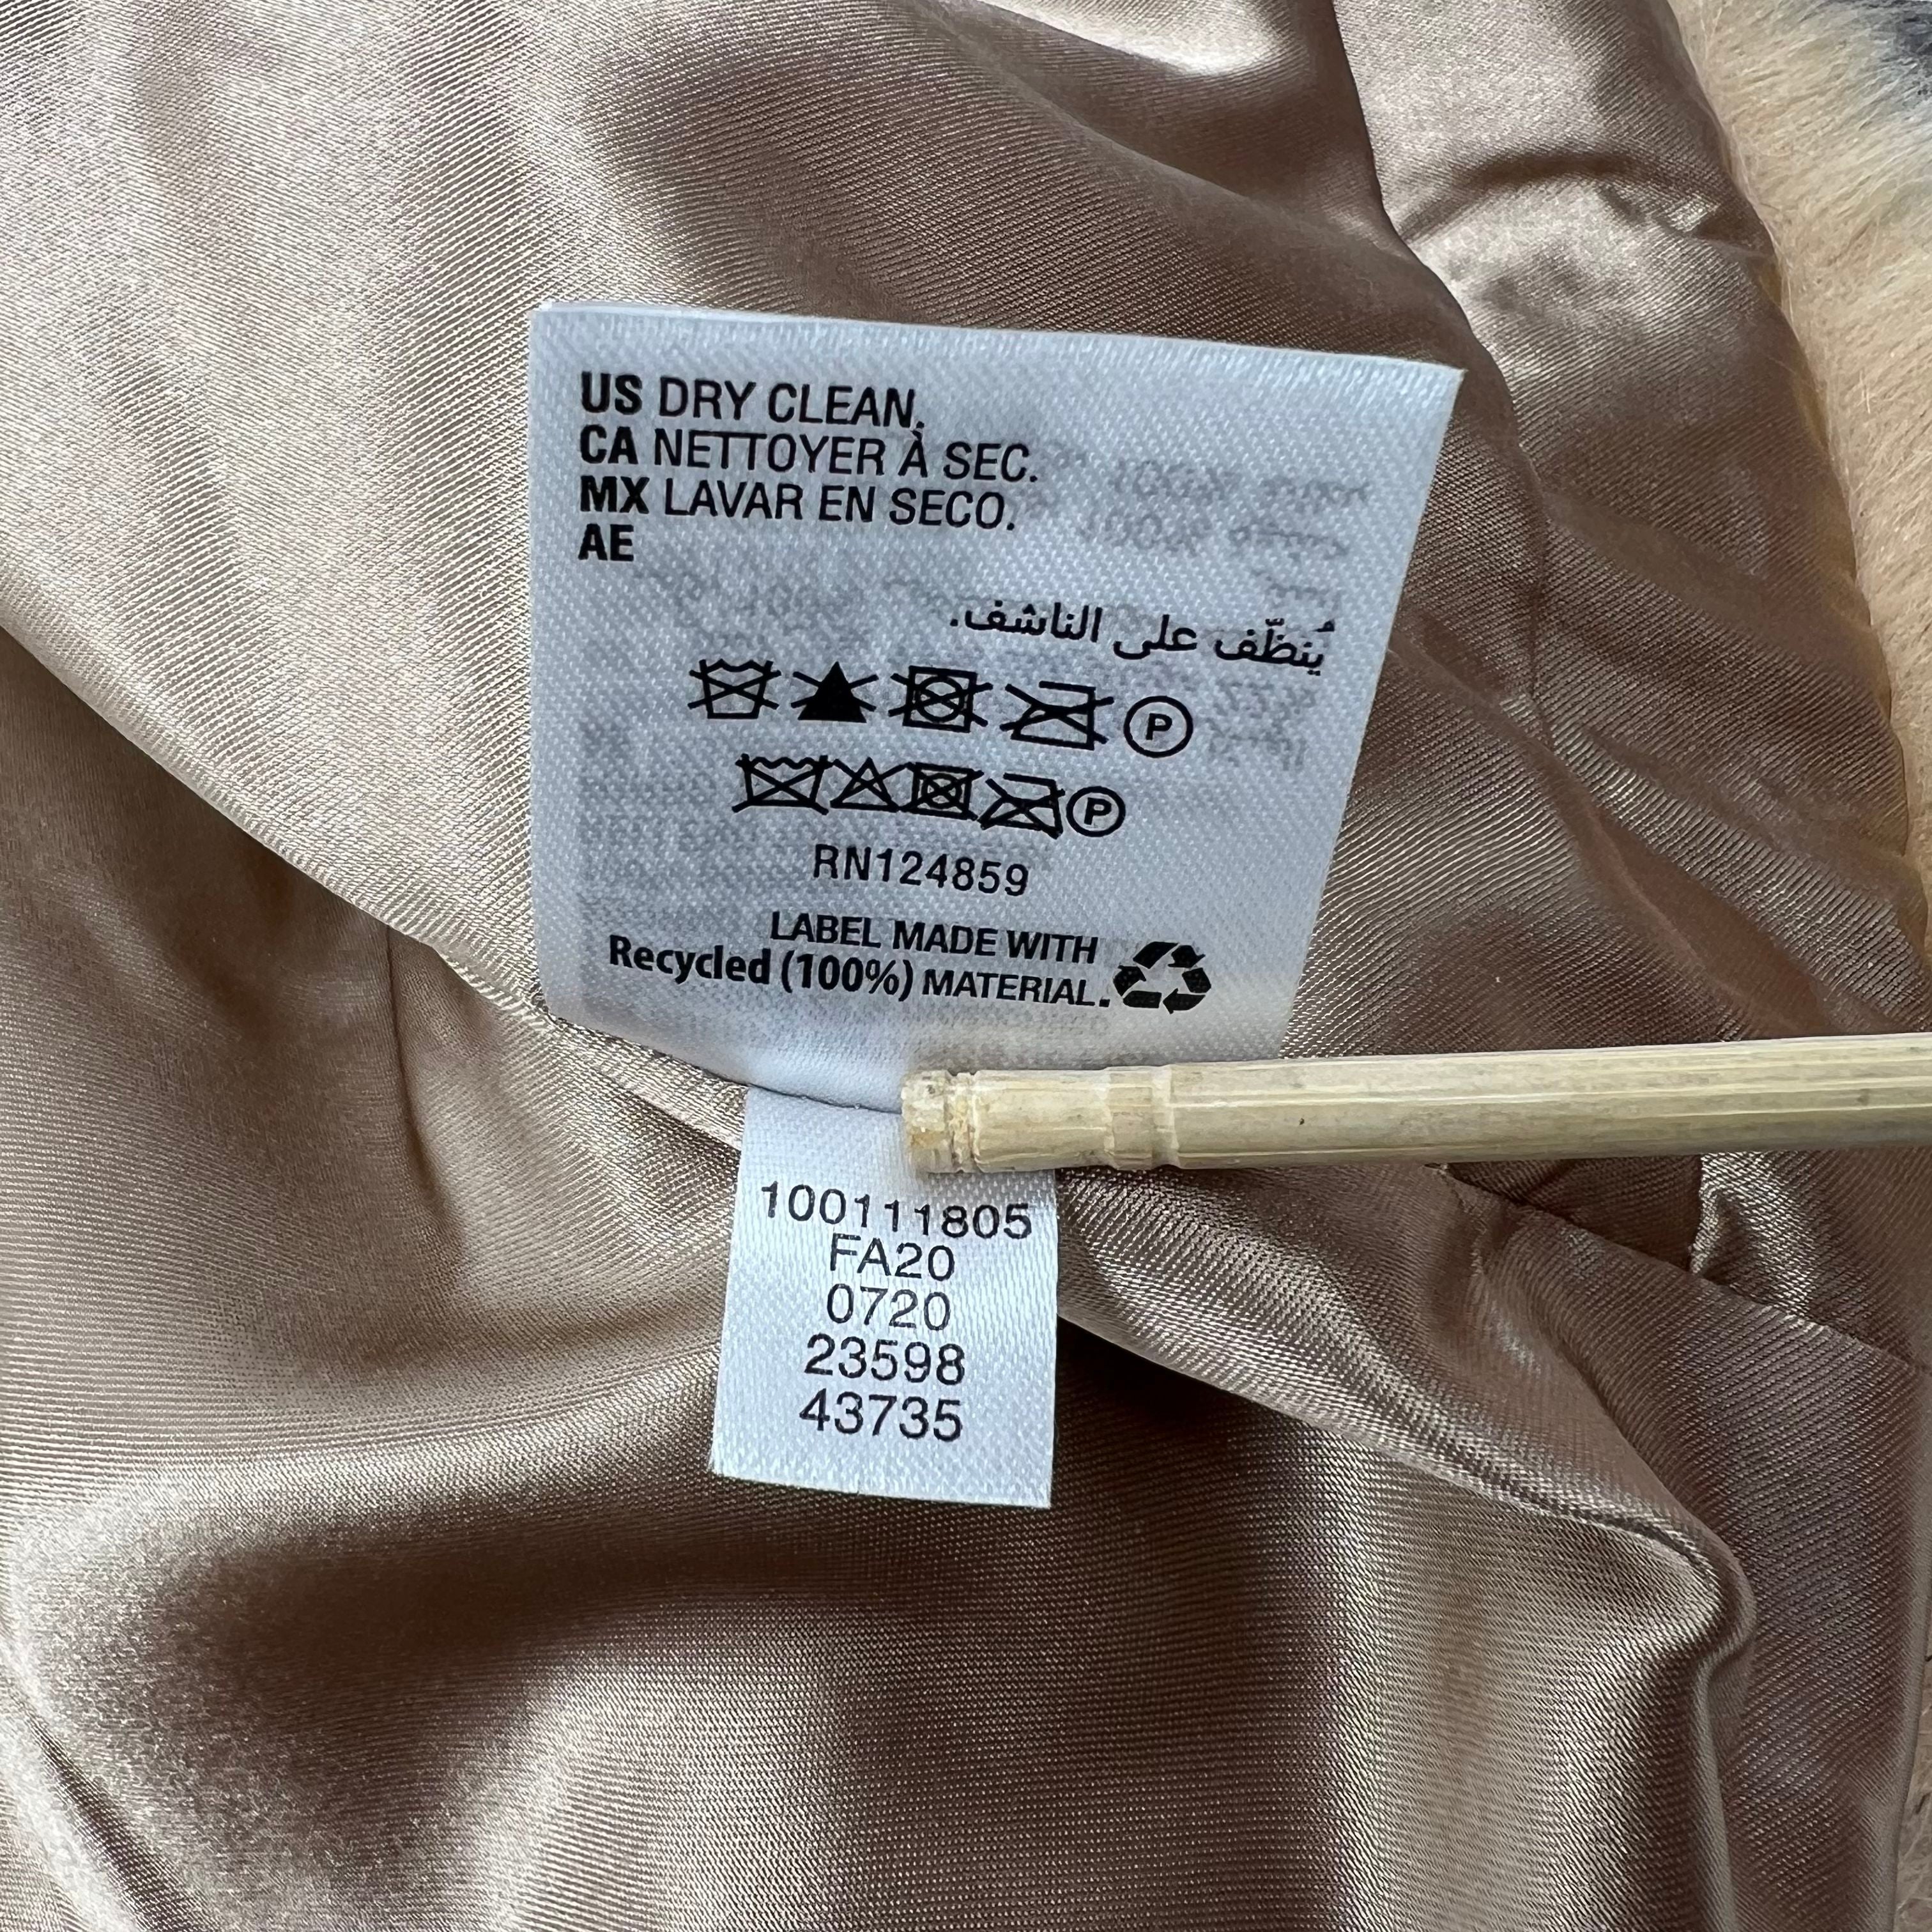 US DRY CLEAN.
CA NETTOYER À SEC.
MX LAVAR EN SECO.
AE
يُنظّف على الناشف.
P
P
RN124859
LABEL MADE WITH
Recycled (100%) MATERIAL.
100111805
FA20
0720
23598
43735